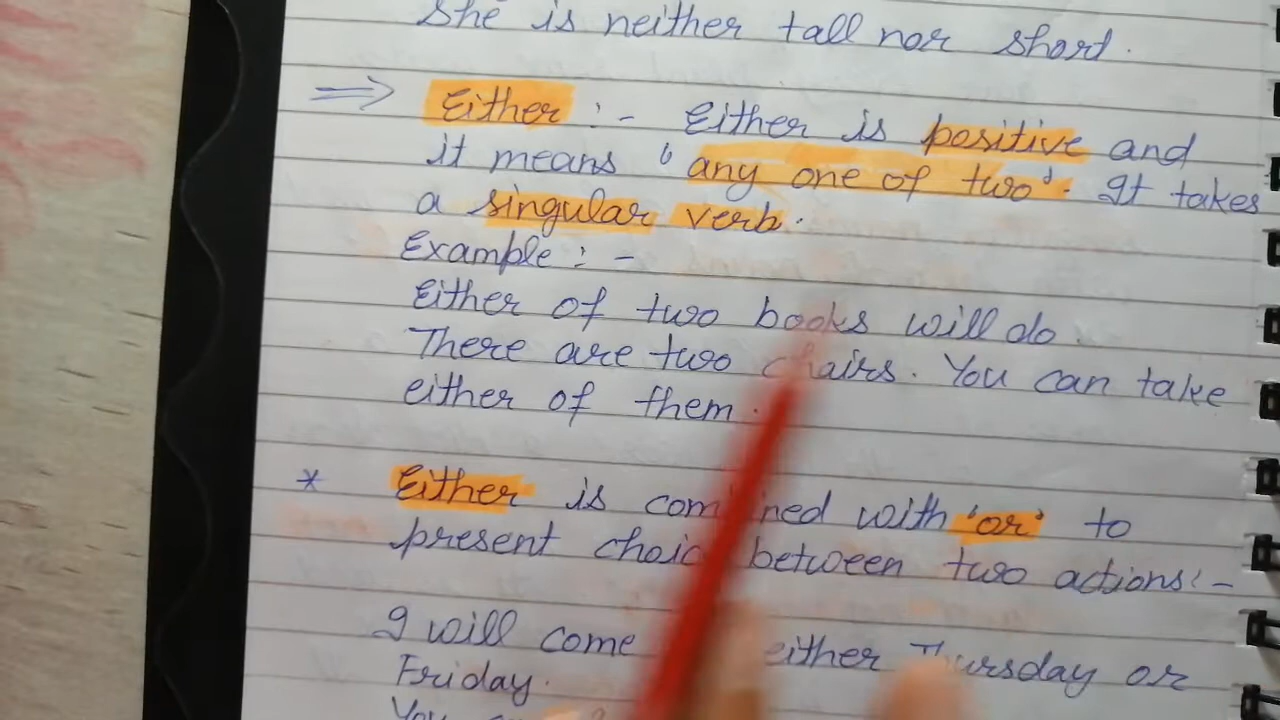 She is neither tall nor short.
⇒ Either :- Either is positive and
it means 'any one of two'. It takes
a singular verb.
Example :-
Either of two books will do.
There are two chairs. You can take
either of them.
* Either is combined with 'or' to
present choice between two actions:-
I will come either Thursday or
Friday.
You